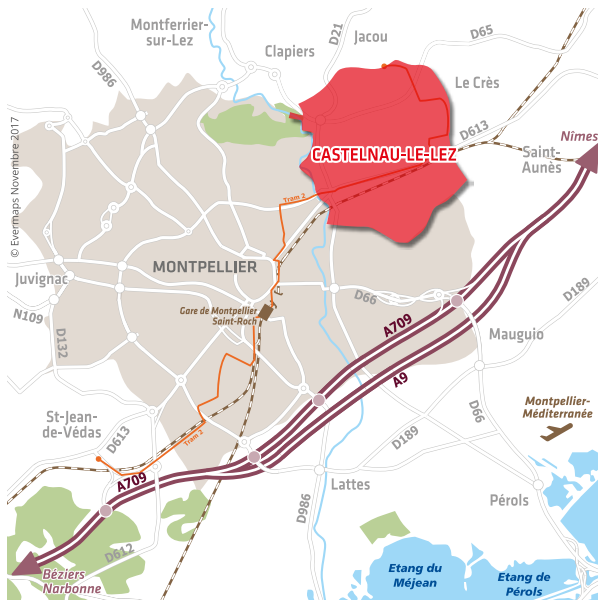 Montferrier-
sur-Lez
D986
Clapiers
D21
Jacou
D65
Le Crès
D613
Nîmes
CASTELNAU-LE-LEZ
Saint-
Aunès
© Evermaps Novembre 2017
Tram 2
MONTPELLIER
Juvignac
N109
D132
Gare de Montpellier
Saint-Roch
D66
D189
A709
A9
Mauguio
D66
Montpellier-
Méditerranée
St-Jean-
de-Védas
D613
Tram 2
A709
D189
Lattes
D986
Pérols
D612
Béziers
Narbonne
Etang du
Méjean
Etang de
Pérols